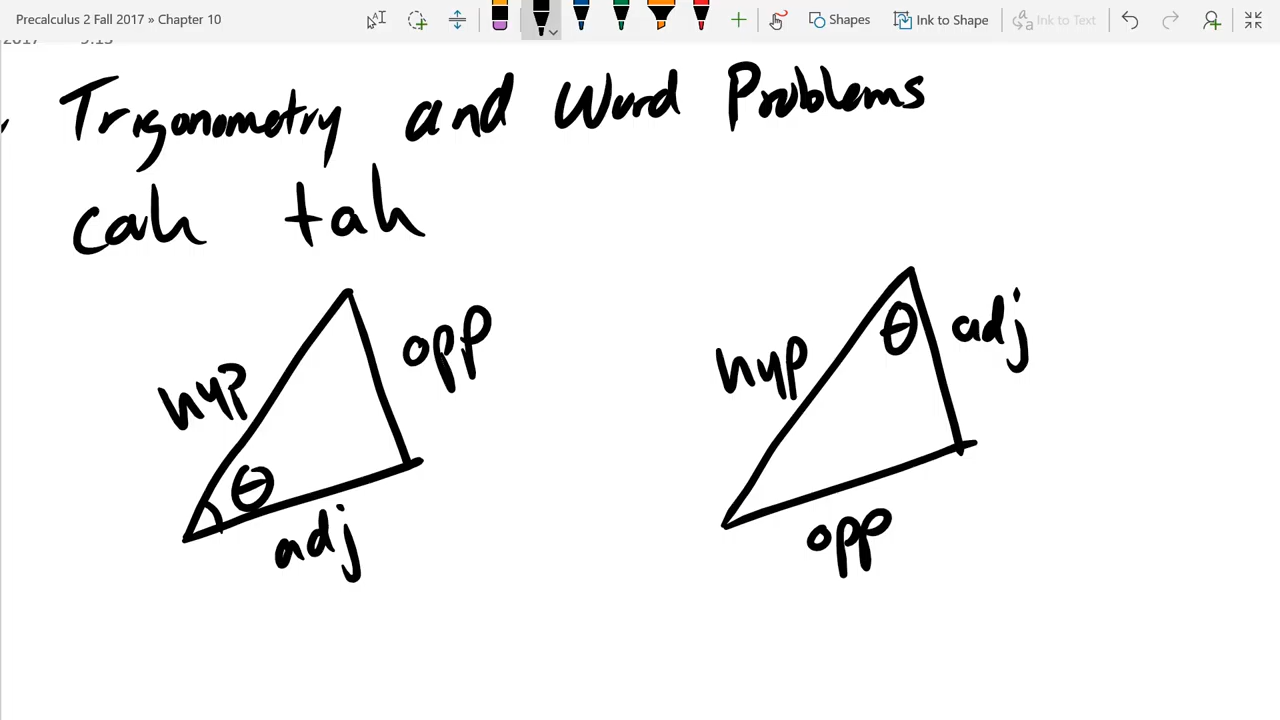 Precalculus 2 Fall 2017 » Chapter 10
Shapes
Ink to Shape
Ink to Text
Trigonometry and Word Problems
cah tah
hyp
opp
θ
adj
hyp
θ
adj
opp